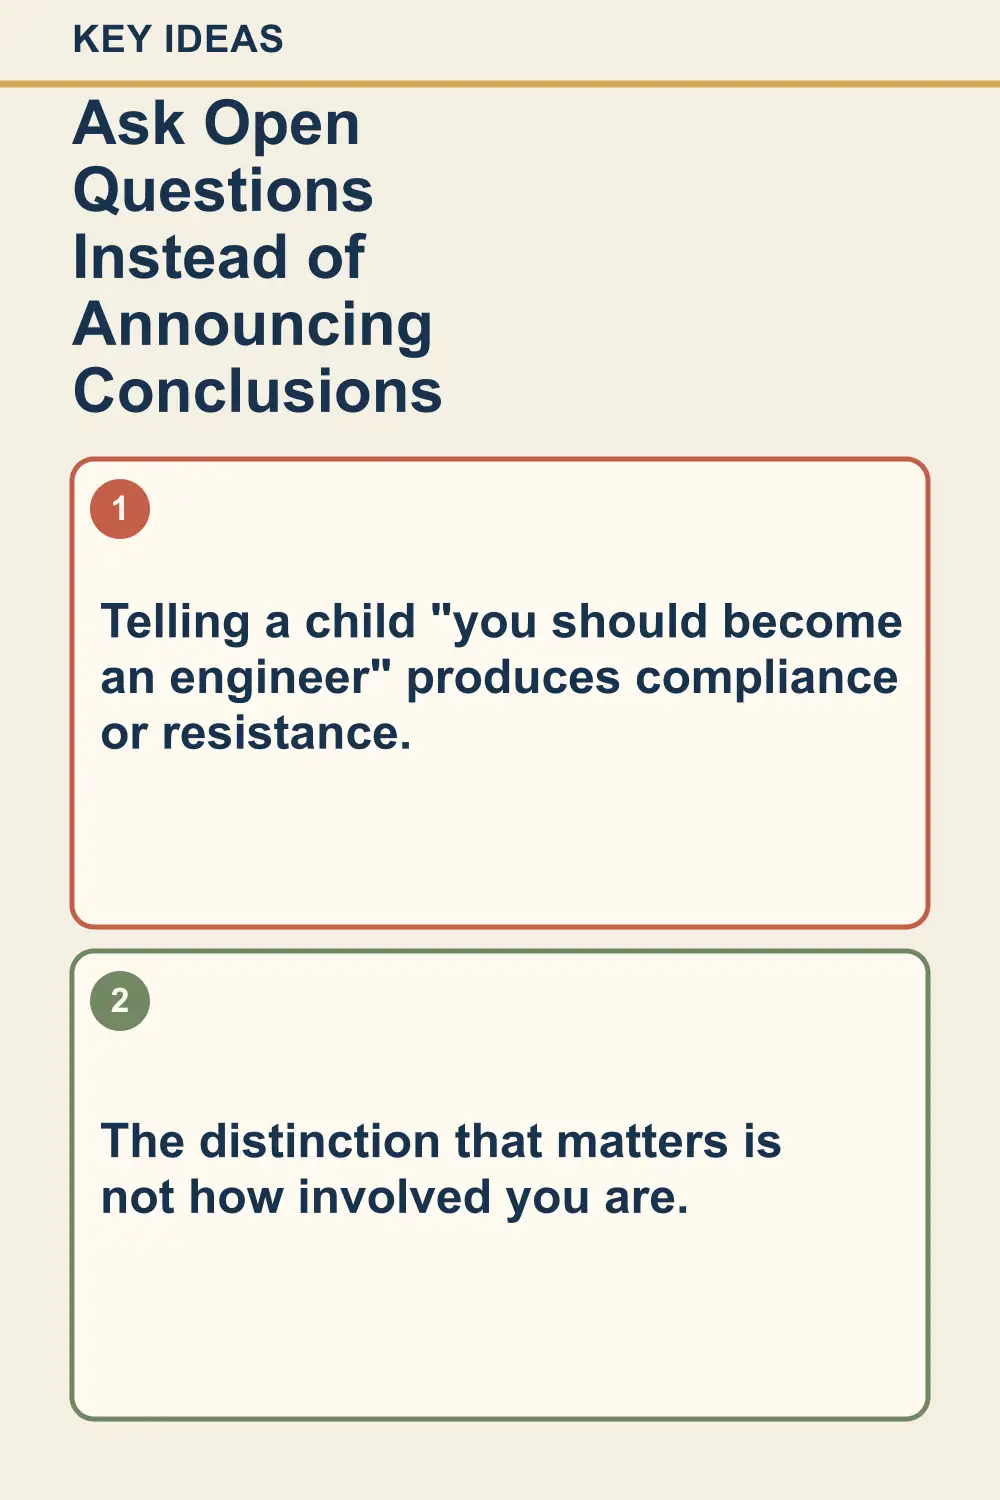 KEY IDEAS
Ask Open
Questions
Instead of
Announcing
Conclusions
1
Telling a child "you should become
an engineer" produces compliance
or resistance.
2
The distinction that matters is
not how involved you are.